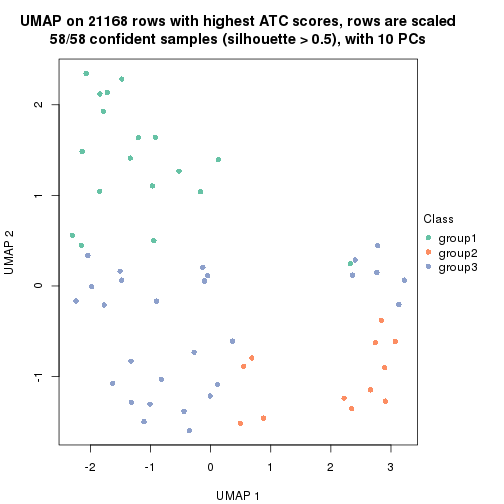 UMAP on 21168 rows with highest ATC scores, rows are scaled
58/58 confident samples (silhouette > 0.5), with 10 PCs
2
1
0
-1
UMAP 2
-2
-1
0
1
2
3
UMAP 1
Class
group1
group2
group3